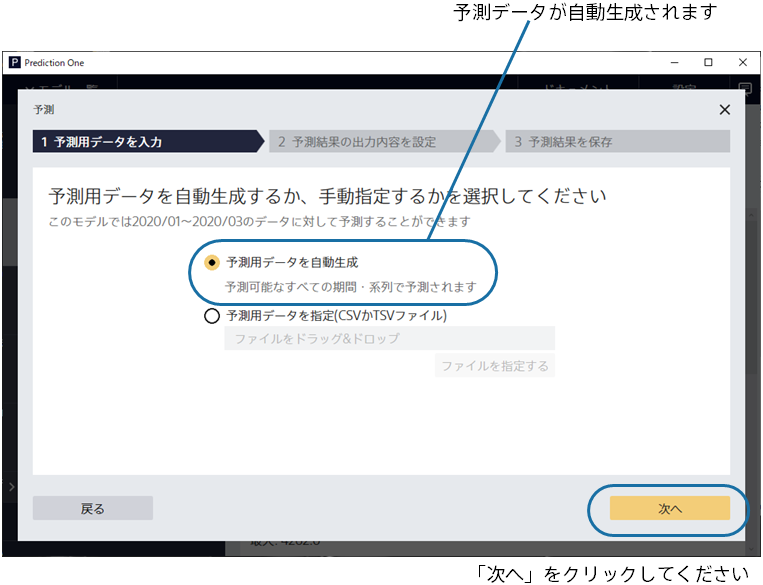 予測データが自動生成されます
Prediction One
予測
1 予測用データを入力
2 予測結果の出力内容を設定
3 予測結果を保存
予測用データを自動生成するか、手動指定するかを選択してください
このモデルでは2020/01～2020/03のデータに対して予測することができます
予測用データを自動生成
予測可能なすべての期間・系列で予測されます
予測用データを指定(CSVかTSVファイル)
ファイルをドラッグ&ドロップ
ファイルを指定する
戻る
次へ
「次へ」をクリックしてください